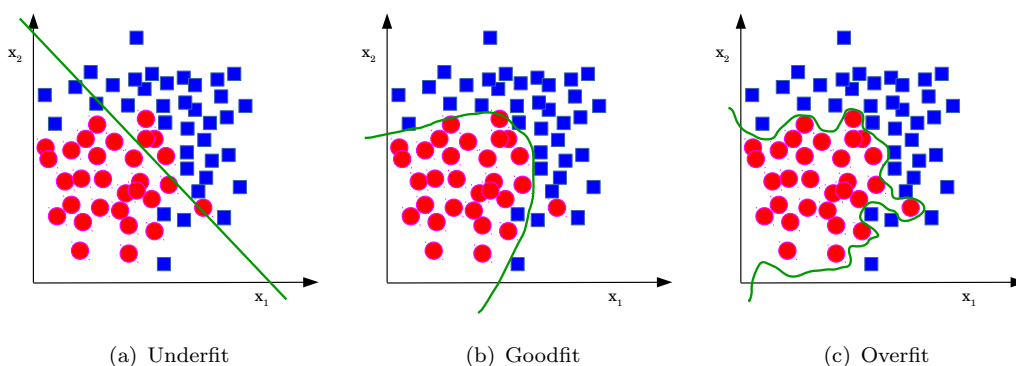 x₂
x₁
(a) Underfit
x₂
x₁
(b) Goodfit
x₂
x₁
(c) Overfit